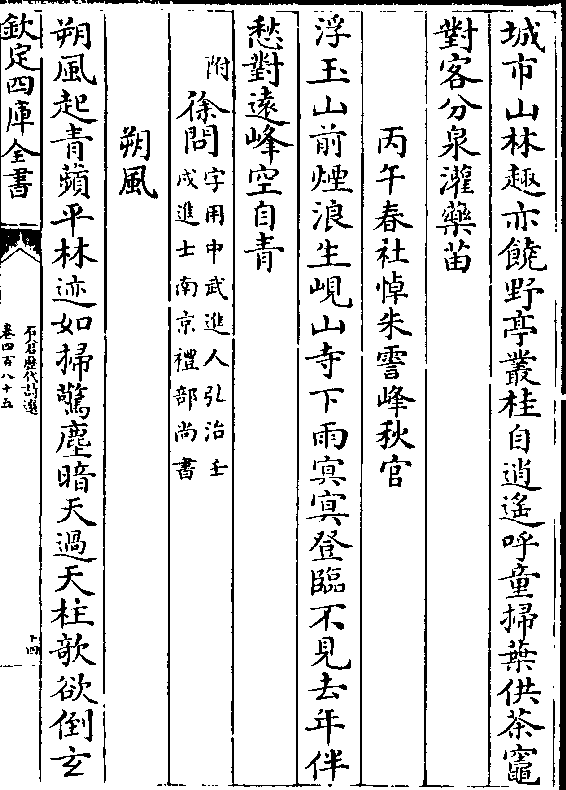 城市山林趣亦饒野亭叢桂自逍遙呼童掃葉供茶竈
對客分泉灌藥苗
丙午春社悼朱雲峰秋官
浮玉山前煙浪生峴山寺下雨冥冥登臨不見去年伴
愁對遠峰空自青
附徐問字用中武進人弘治壬
戌進士南京禮部尚書
朔風
朔風起青蘋平林迹如掃驚塵暗天過天柱欹欲倒玄
欽定四庫全書
石倉歷代詩選
卷四百八十五
十四